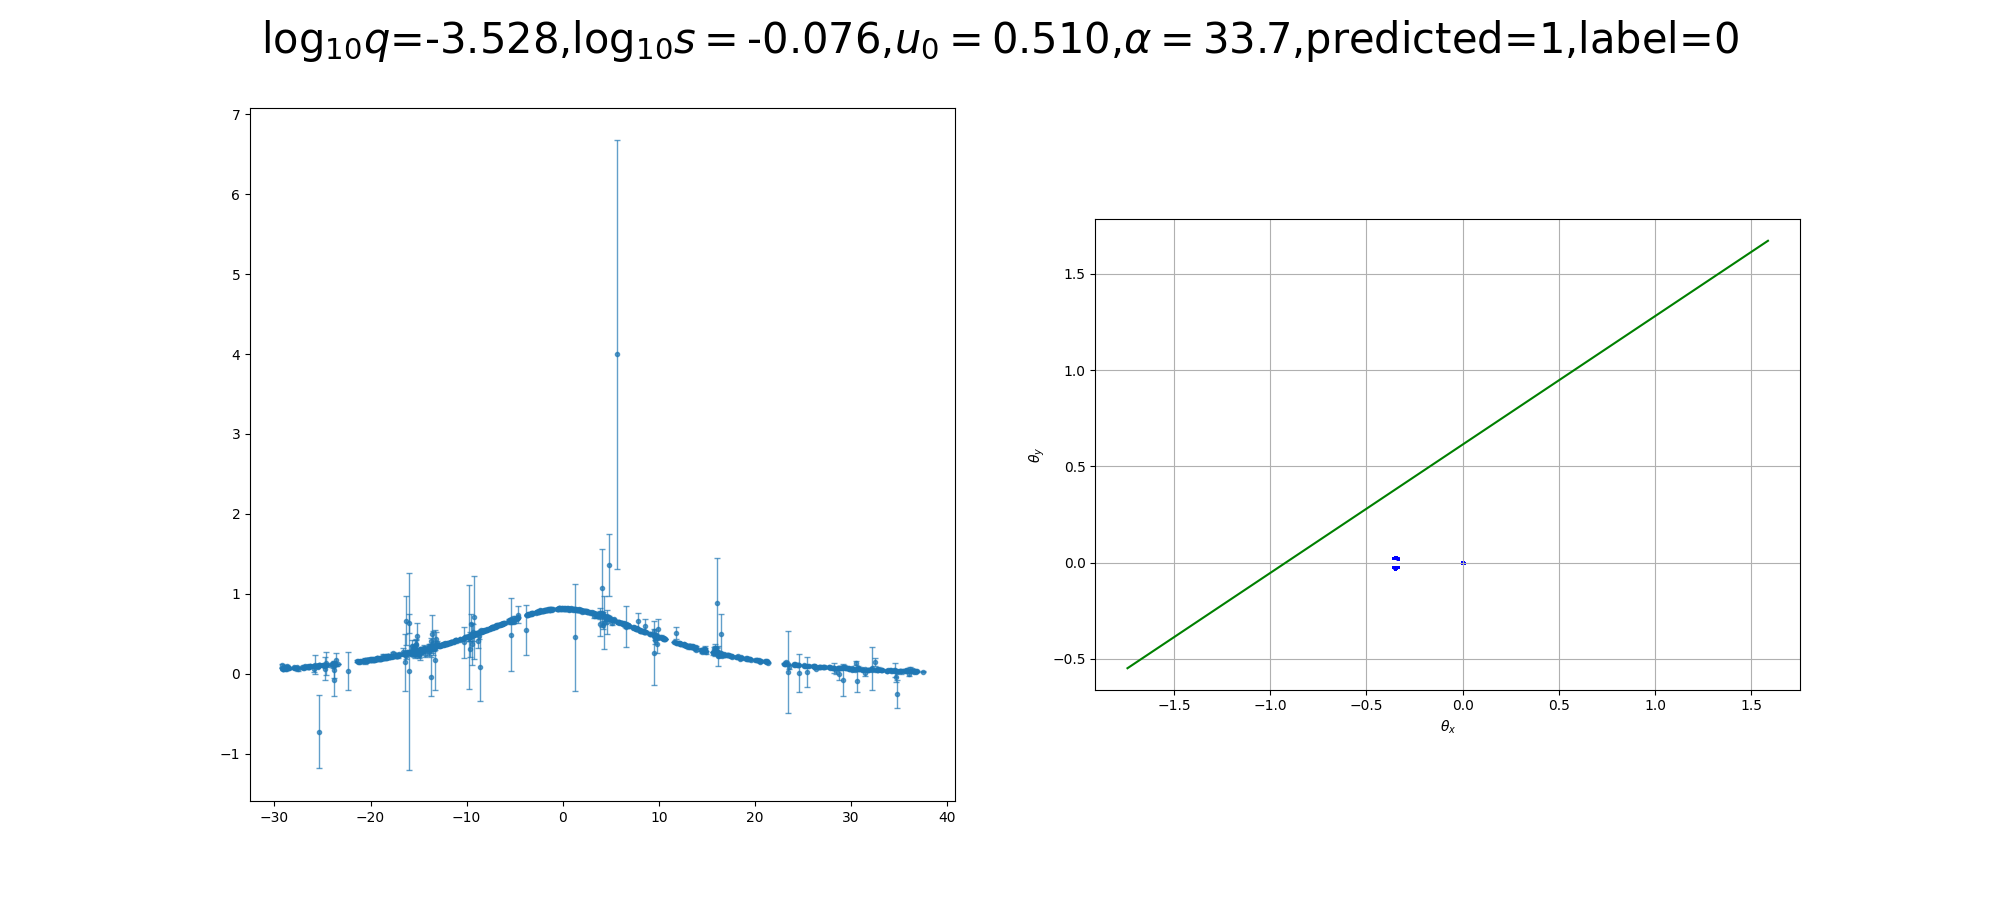 log₁₀q=-3.528,log₁₀s = -0.076,u₀ = 0.510,α = 33.7,predicted=1,label=0
7
6
5
4
3
2
1
0
−1
−30 −20 −10 0 10 20 30 40
1.5
1.0
0.5
0.0
−0.5
θy
−1.5 −1.0 −0.5 0.0 0.5 1.0 1.5
θx